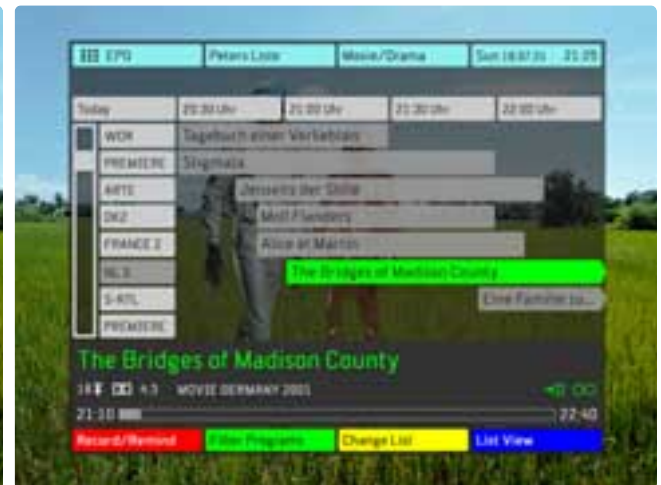 EPG Peters Liste Movie/Drama Sun 21:25
Today 20:30 Uhr 21:00 Uhr 21:30 Uhr 22:00 Uhr
WDR Tagebuch einer Verliebten
PREMIERE Stigmata
ARTE Jenseits der Stille
Moll Flanders
FRANCE 2 Alice et Martin
The Bridges of Madison County
S-RTL Eine Familie zu...
PREMIERE
The Bridges of Madison County
16 4:3 MOVIE GERMANY 2001
21:10 22:40
Record/Remind Filter Programs Change List List View